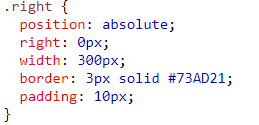 .right {
  position: absolute;
  right: 0px;
  width: 300px;
  border: 3px solid #73AD21;
  padding: 10px;
}